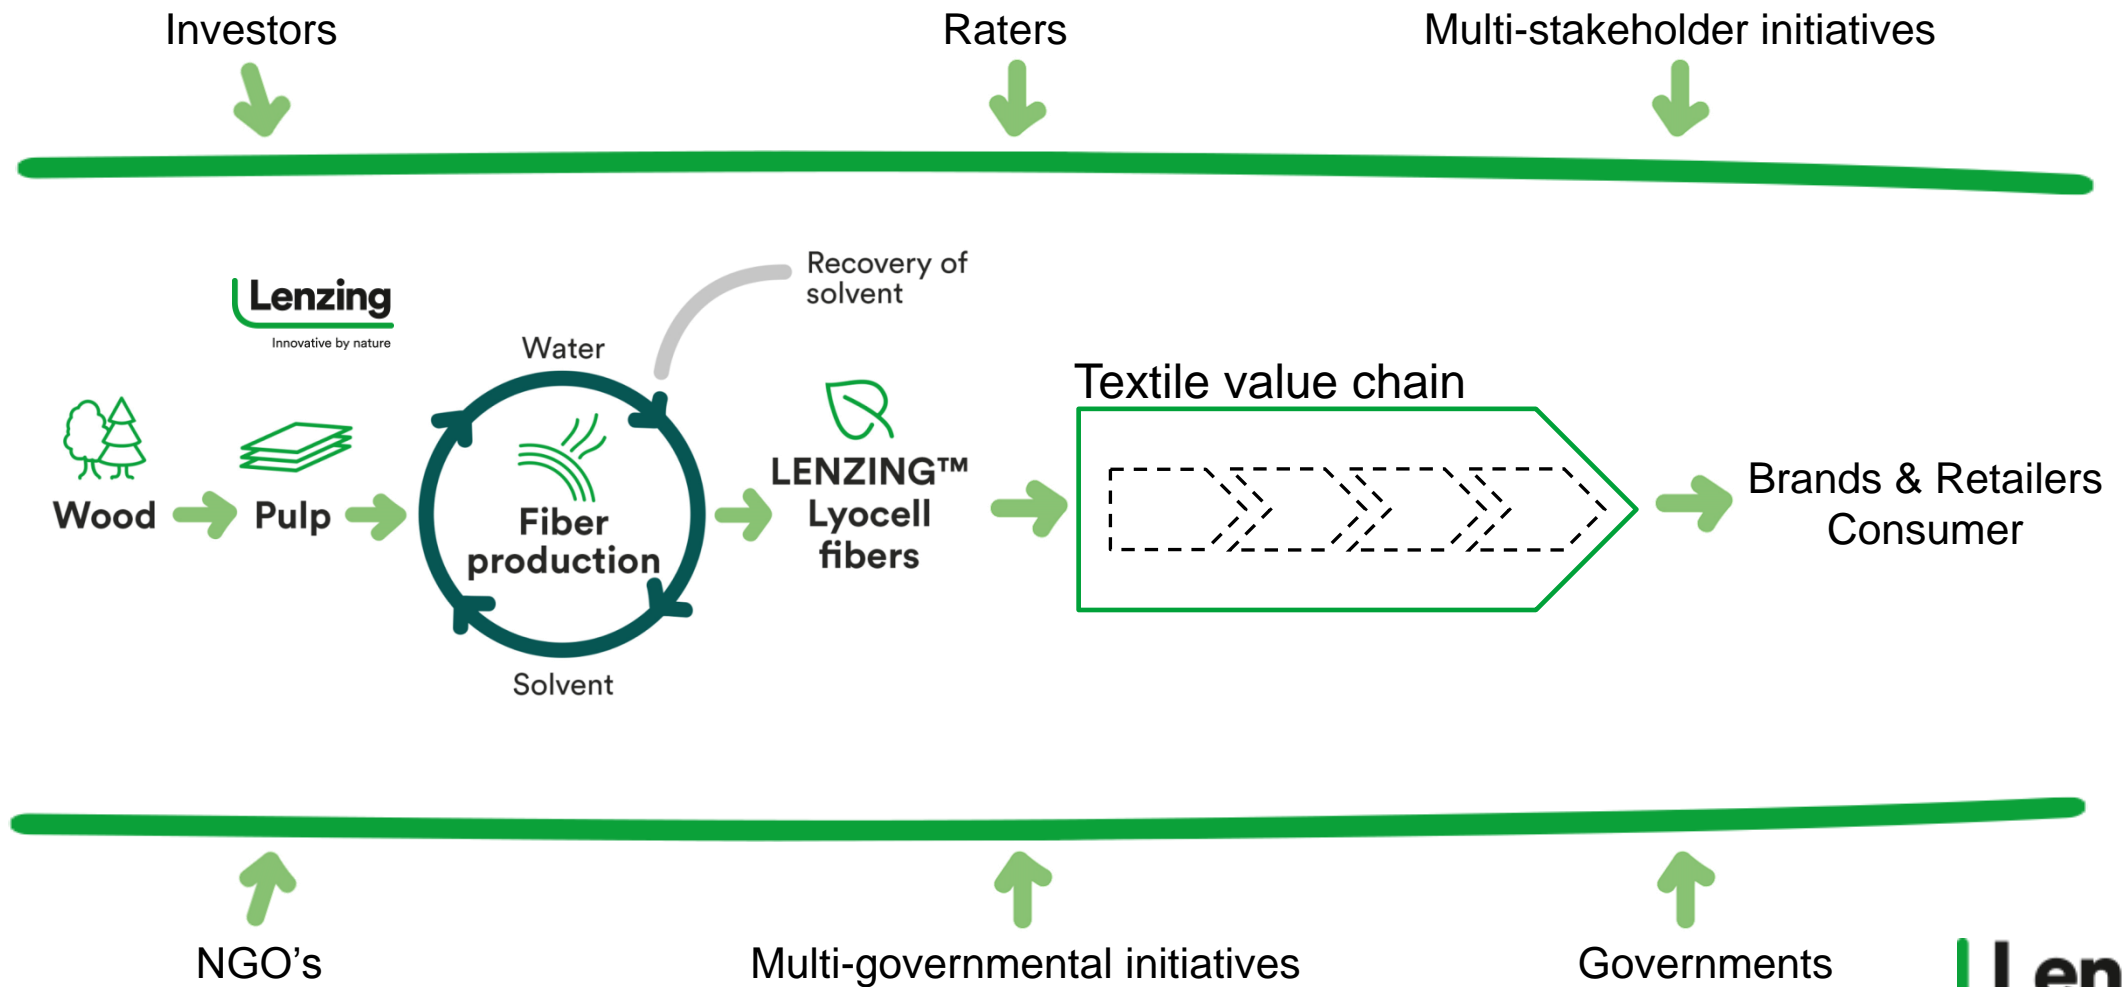 Investors
Raters
Multi-stakeholder initiatives
Recovery of
solvent
Lenzing
Innovative by nature
Water
Textile value chain
Wood
Pulp
Fiber
production
LENZING™
Lyocell
fibers
Brands & Retailers
Consumer
Solvent
NGO’s
Multi-governmental initiatives
Governments
Len